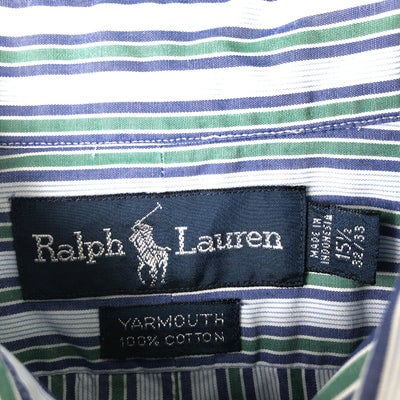 Ralph Lauren
MADE IN
INDONESIA
15½
32/33
YARMOUTH
100% COTTON